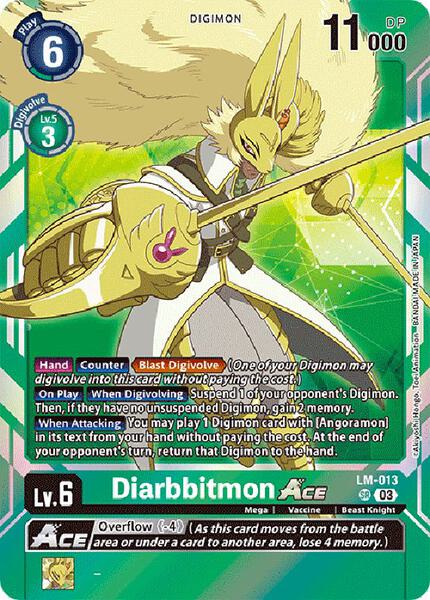 DIGIMON
Play
6
11000
DP
Digivolve
Lv.5
3
Hand Counter Blast Digivolve (One of your Digimon may
digivolve into this card without paying the cost.)
On Play When Digivolving Suspend 1 of your opponent's Digimon.
Then, if they have no unsuspended Digimon, gain 2 memory.
When Attacking You may play 1 Digimon card with [Angoramon]
in its text from your hand without paying the cost. At the end of
your opponent's turn, return that Digimon to the hand.
©Akiyoshi Hongo, Toei Animation BANDAI MADE IN JAPAN
Lv.6
Diarbbitmon ACE
LM-013
SR 03
Mega | Vaccine | Beast Knight
ACE Overflow《-4》(As this card moves from the battle
area or under a card to another area, lose 4 memory.)
-